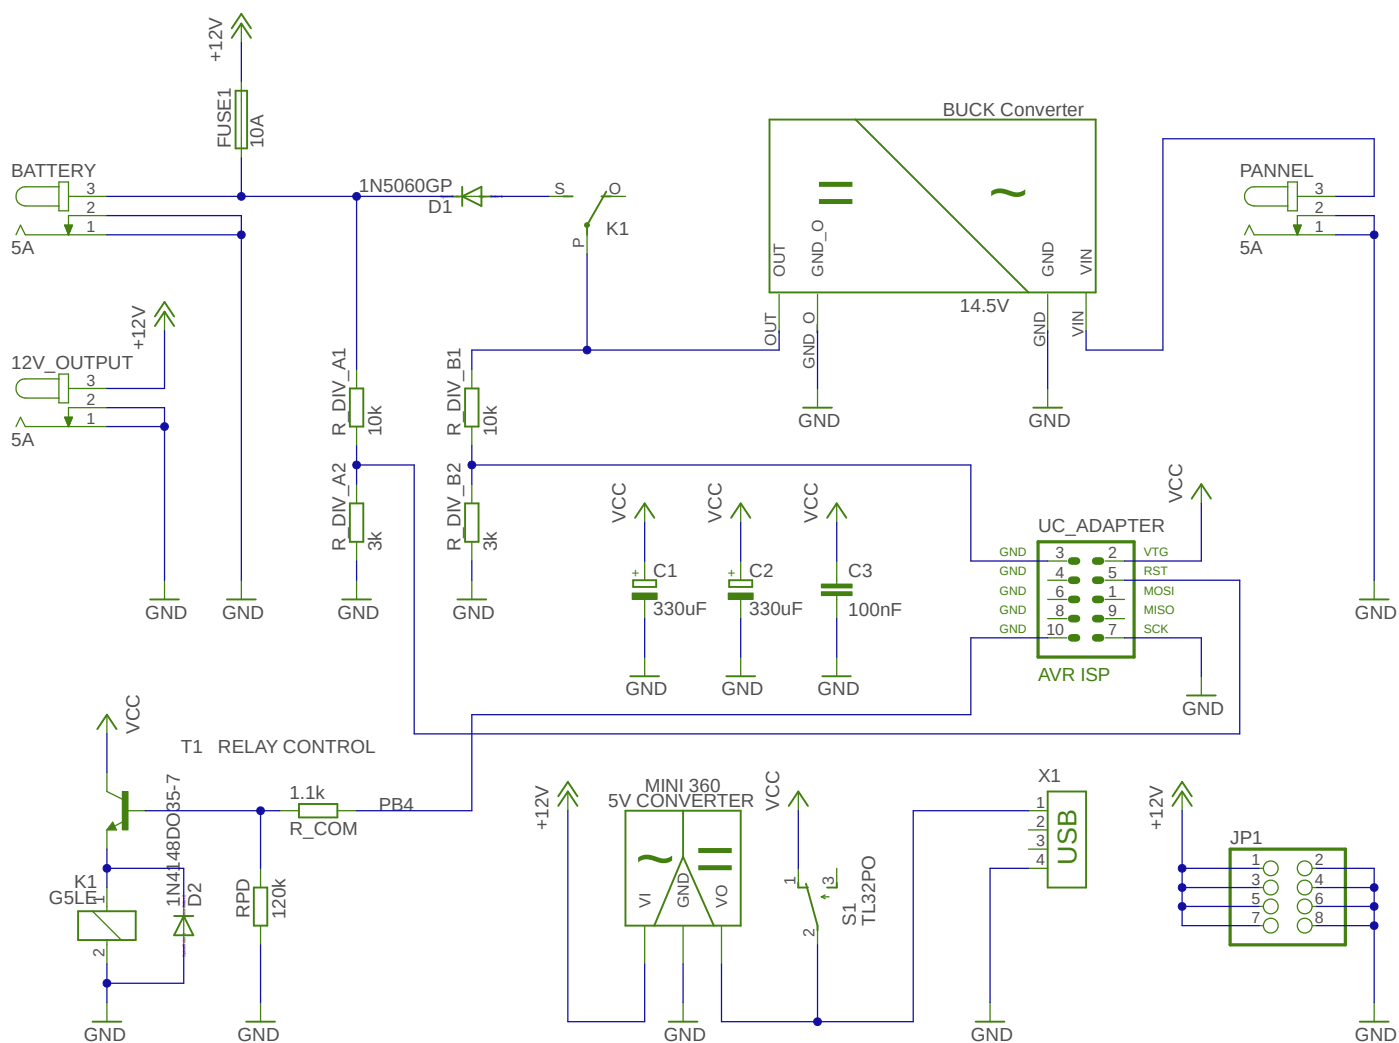 +12V
FUSE1
10A
BATTERY
3
2
1
5A
1N5060GP
D1
S
O
P
K1
BUCK Converter
OUT
GND_O
GND
VIN
14.5V
OUT
GND_O
GND
VIN
GND
GND
PANNEL
3
2
1
5A
+12V
12V_OUTPUT
3
2
1
5A
R_DIV_A1
10k
R_DIV_B1
10k
R_DIV_A2
3k
R_DIV_B2
3k
GND
GND
GND
GND
VCC
VCC
VCC
+
C1
330uF
+
C2
330uF
C3
100nF
GND
GND
GND
VCC
UC_ADAPTER
GND 3 2 VTG
GND 4 5 RST
GND 6 1 MOSI
GND 8 9 MISO
GND 10 7 SCK
AVR ISP
GND
GND
VCC
T1 RELAY CONTROL
1.1k
R_COM
PB4
1N4148DO35-7
D2
K1
G5LE
1
2
RPD
120k
GND
GND
+12V
MINI 360
5V CONVERTER
VI
GND
VO
GND
VCC
1
3
2
S1
TL32PO
X1
1
2
3
4
USB
GND
+12V
JP1
1 2
3 4
5 6
7 8
GND